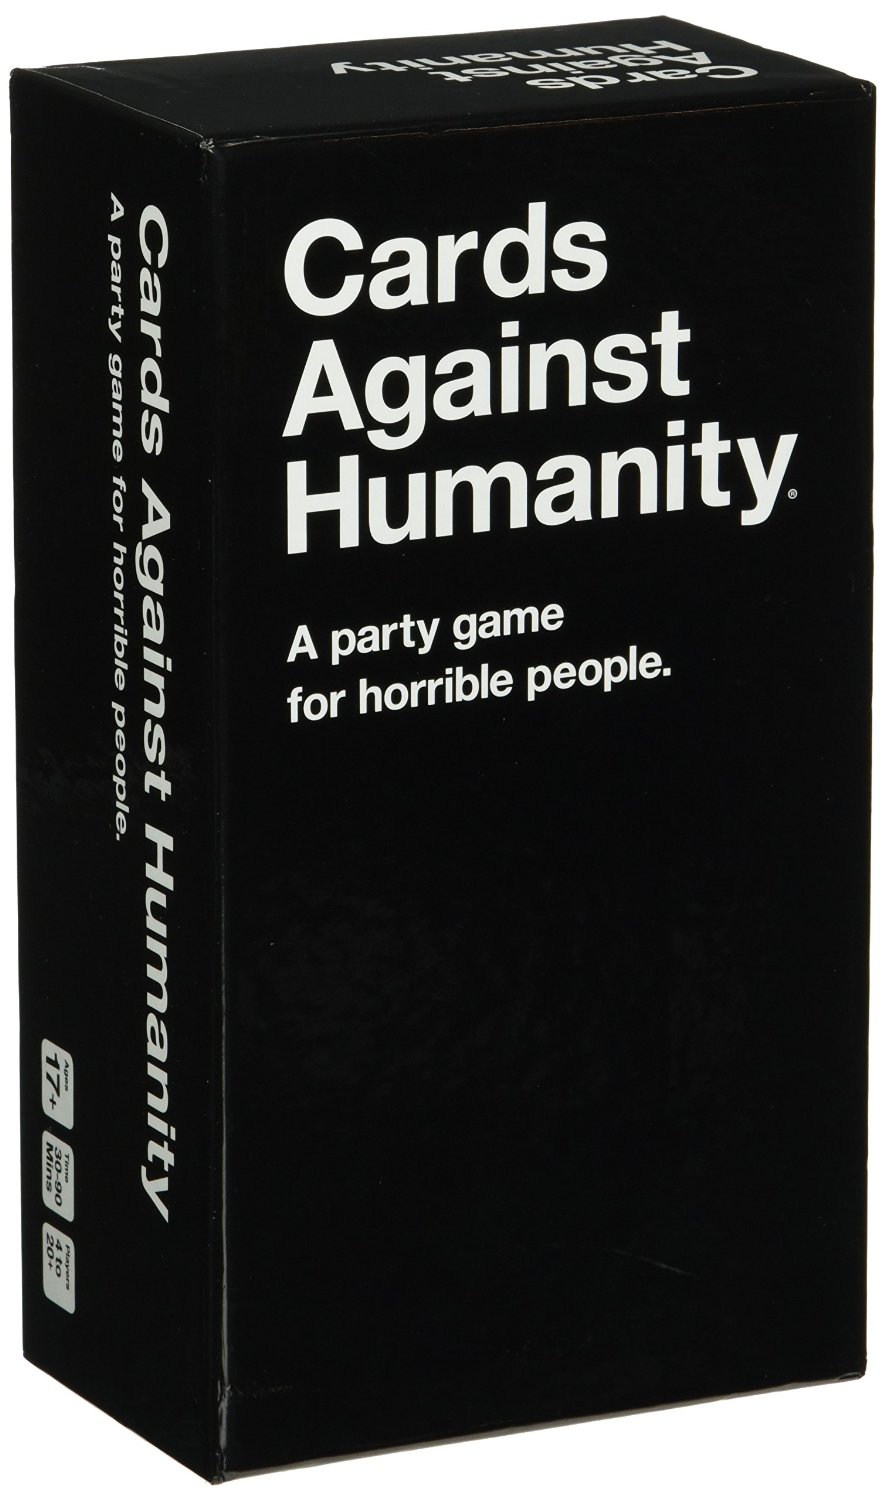 Cards
Against
Humanity
Cards
Against
Humanity®
A party game
for horrible people.
Cards Against Humanity
A party game for horrible people.
Ages
17+
Time
30-90
Mins
Players
4 to
20+